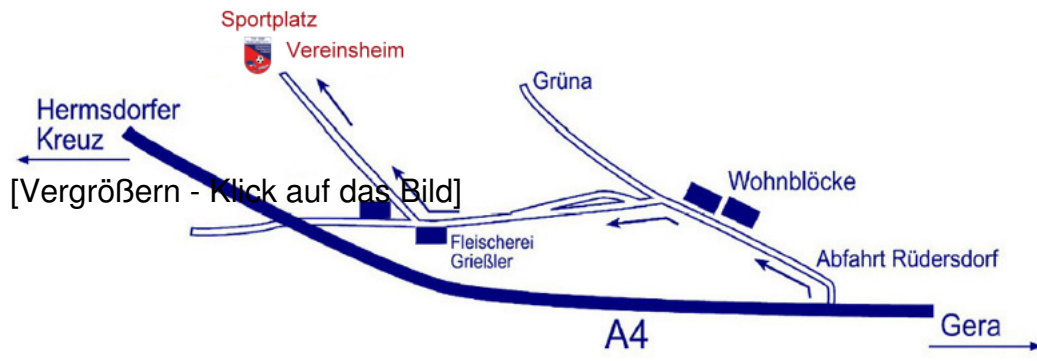 Sportplatz
Vereinsheim
Grüna
Hermsdorfer
Kreuz
[Vergrößern - Klick auf das Bild]
Wohnblöcke
Fleischerei
Grießler
Abfahrt Rüdersdorf
A4
Gera